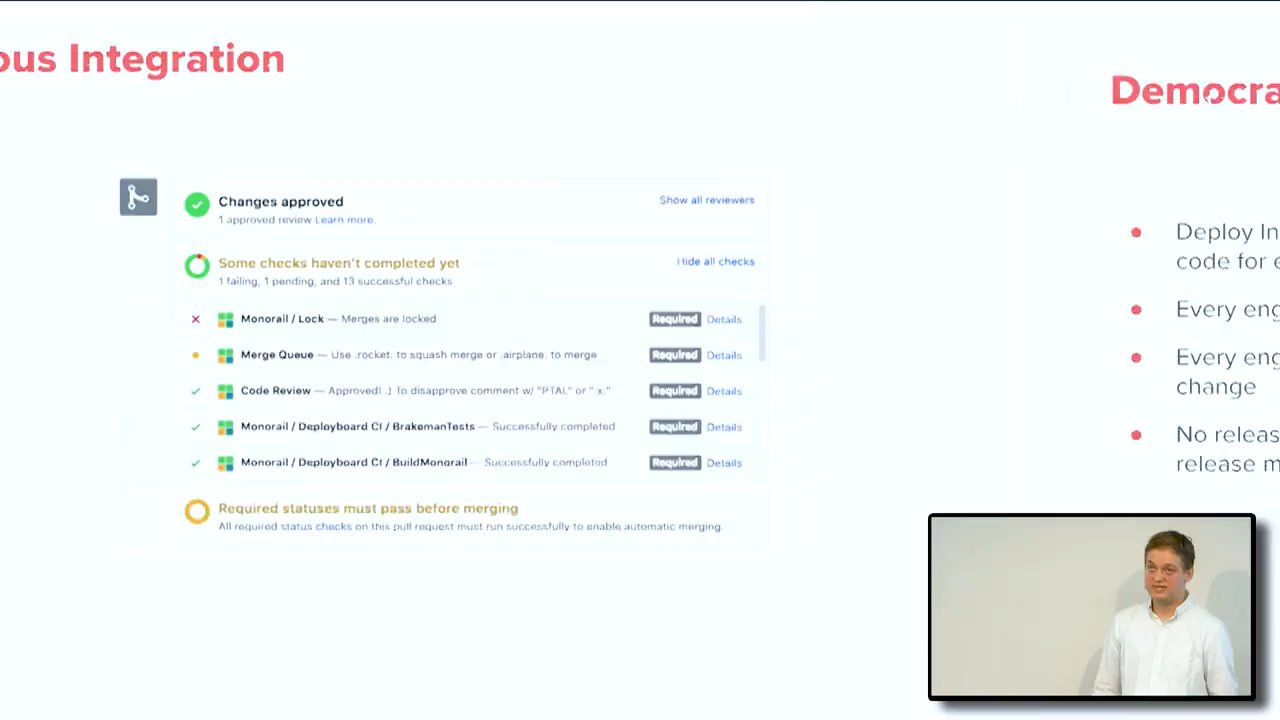 ous Integration
Democra
Changes approved
Show all reviewers
1 approved review Learn more.
Some checks haven't completed yet
Hide all checks
1 failing, 1 pending, and 13 successful checks
Monorail / Lock — Merges are locked Required Details
Merge Queue — Use :rocket: to squash merge or :airplane: to merge Required Details
Code Review — Approved! :) To disapprove comment w/ "PTAL" or ":x:" Required Details
Monorail / Deployboard CI / BrakemanTests — Successfully completed Required Details
Monorail / Deployboard CI / BuildMonorail — Successfully completed Required Details
Required statuses must pass before merging
All required status checks on this pull request must run successfully to enable automatic merging.
Deploy In
code for e
Every eng
Every eng
change
No releas
release m